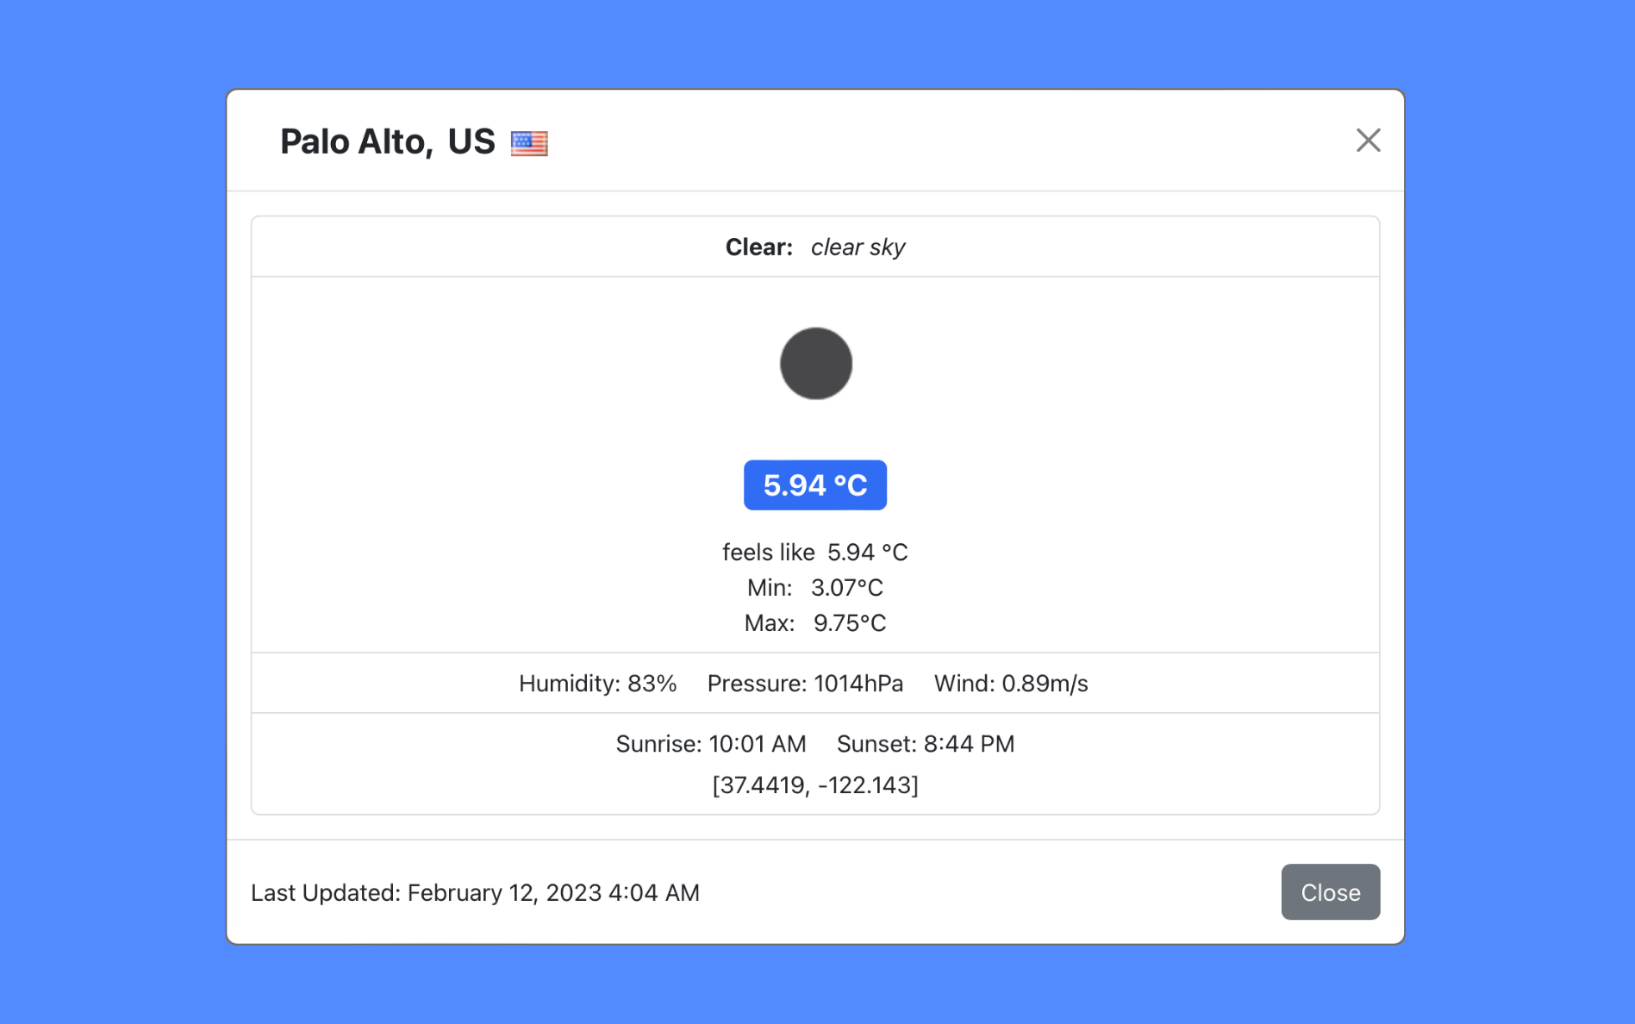 Palo Alto, US
Clear: clear sky
5.94 °C
feels like 5.94 °C
Min: 3.07°C
Max: 9.75°C
Humidity: 83% Pressure: 1014hPa Wind: 0.89m/s
Sunrise: 10:01 AM Sunset: 8:44 PM
[37.4419, -122.143]
Last Updated: February 12, 2023 4:04 AM
Close